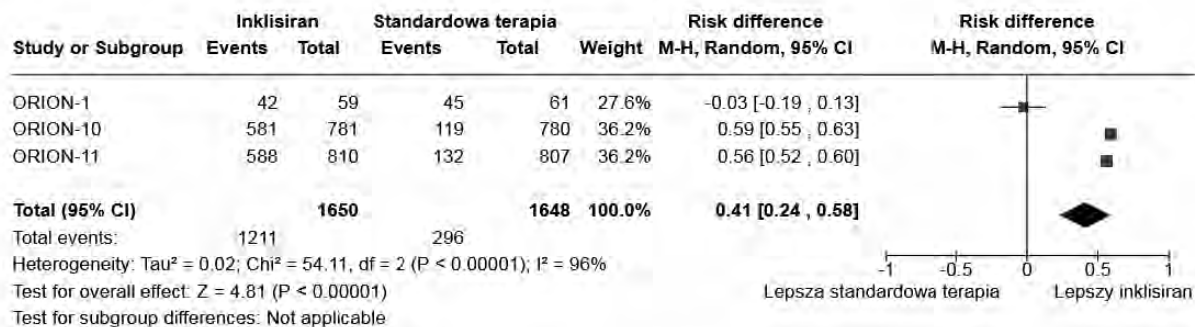 Inklisiran Standardowa terapia Risk difference Risk difference
Study or Subgroup Events Total Events Total Weight M-H, Random, 95% CI M-H, Random, 95% CI
ORION-1 42 59 45 61 27.6% -0.03 [-0.19 , 0.13]
ORION-10 581 781 119 780 36.2% 0.59 [0.55 , 0.63]
ORION-11 588 810 132 807 36.2% 0.56 [0.52 , 0.60]
Total (95% CI) 1650 1648 100.0% 0.41 [0.24 , 0.58]
Total events: 1211 296
Heterogeneity: Tau² = 0.02; Chi² = 54.11, df = 2 (P < 0.00001); I² = 96%
-1 -0.5 0 0.5 1
Test for overall effect: Z = 4.81 (P < 0.00001)
Lepsza standardowa terapia Lepszy inklisiran
Test for subgroup differences: Not applicable